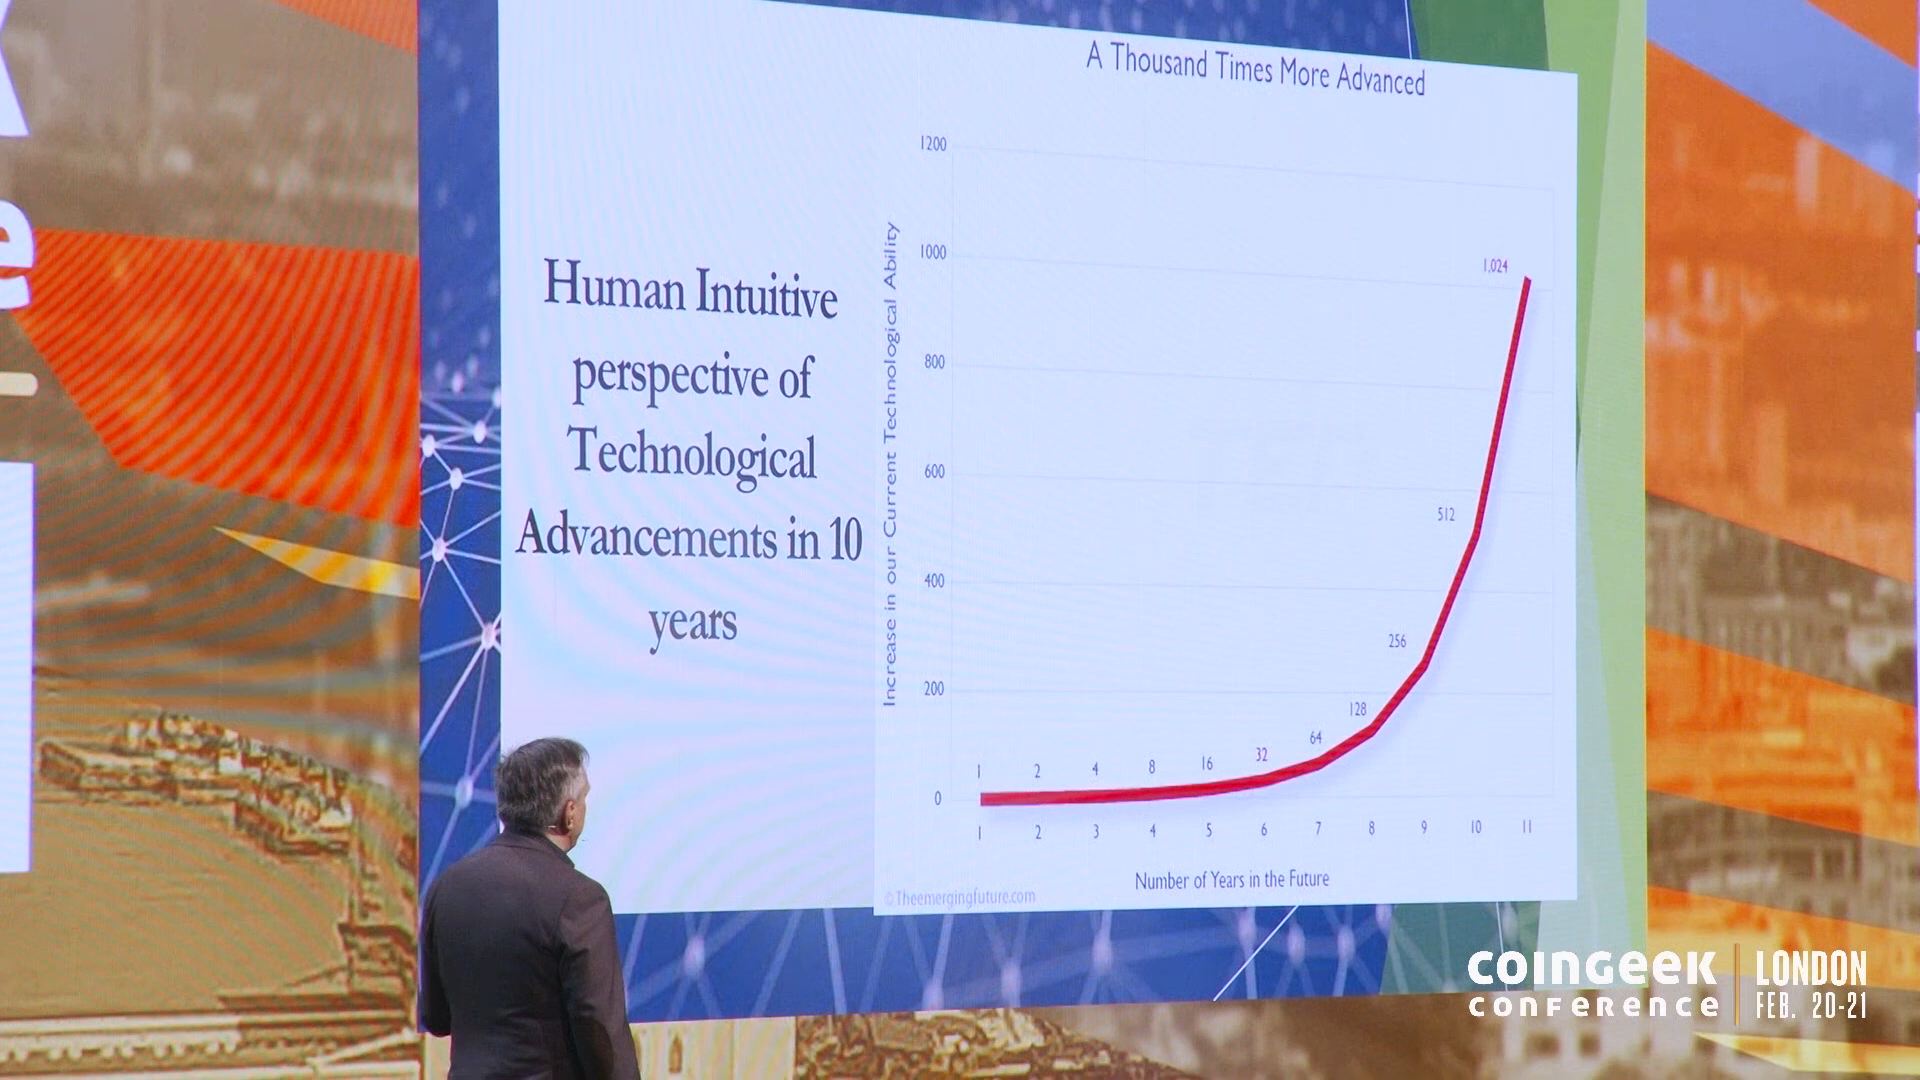 A Thousand Times More Advanced
Human Intuitive
perspective of
Technological
Advancements in 10
years
Increase in our Current Technological Ability
1200
1000
800
600
400
200
0
1 2 4 8 16 32 64 128 256 512 1,024
1 2 3 4 5 6 7 8 9 10 11
Number of Years in the Future
©Theemergingfuture.com
COINGEEK
CONFERENCE
LONDON
FEB. 20-21